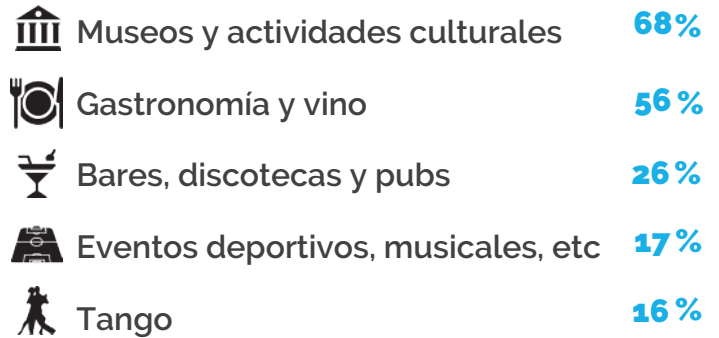 Museos y actividades culturales 68%
Gastronomía y vino 56%
Bares, discotecas y pubs 26%
Eventos deportivos, musicales, etc 17%
Tango 16%